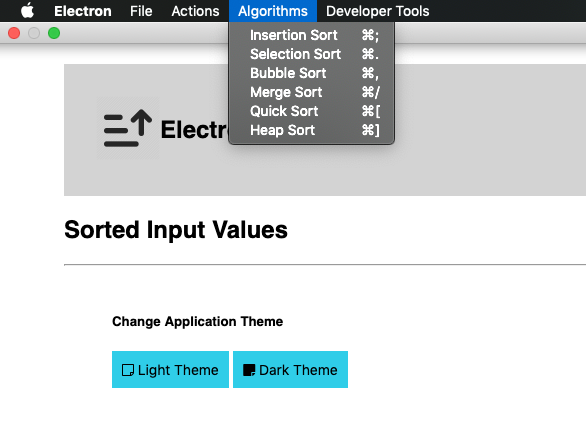 Electron File Actions Algorithms Developer Tools
Insertion Sort ⌘;
Selection Sort ⌘.
Bubble Sort ⌘,
Merge Sort ⌘/
Quick Sort ⌘[
Heap Sort ⌘]
Sorted Input Values
Change Application Theme
Light Theme Dark Theme